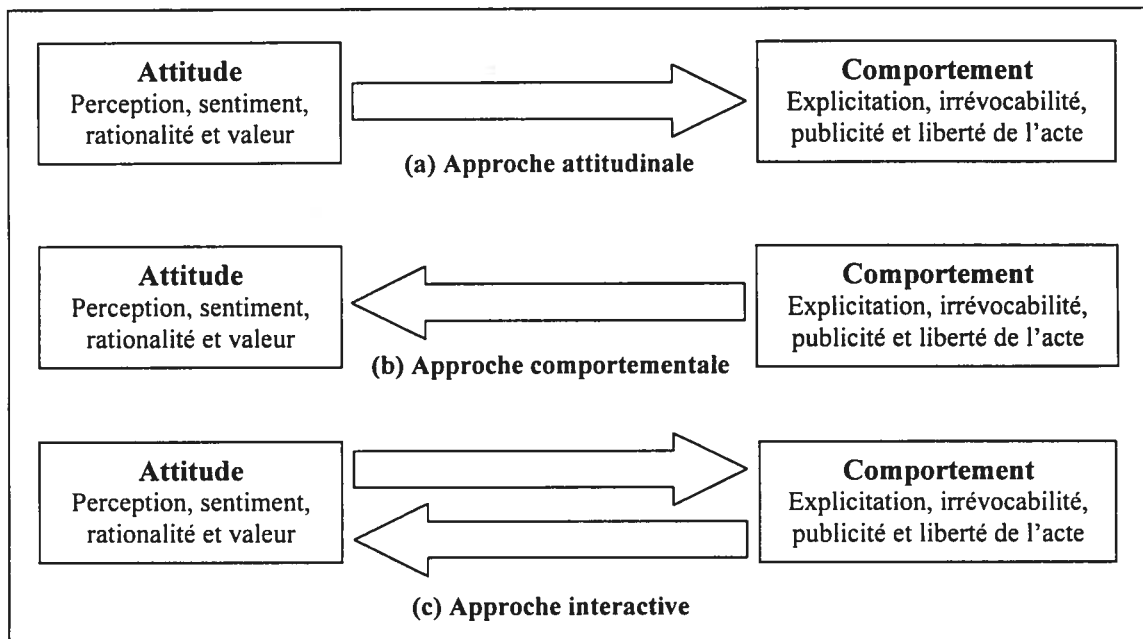 Attitude
Perception, sentiment,
rationalité et valeur
Comportement
Explicitation, irrévocabilité,
publicité et liberté de l'acte
(a) Approche attitudinale
Attitude
Perception, sentiment,
rationalité et valeur
Comportement
Explicitation, irrévocabilité,
publicité et liberté de l'acte
(b) Approche comportementale
Attitude
Perception, sentiment,
rationalité et valeur
Comportement
Explicitation, irrévocabilité,
publicité et liberté de l'acte
(c) Approche interactive